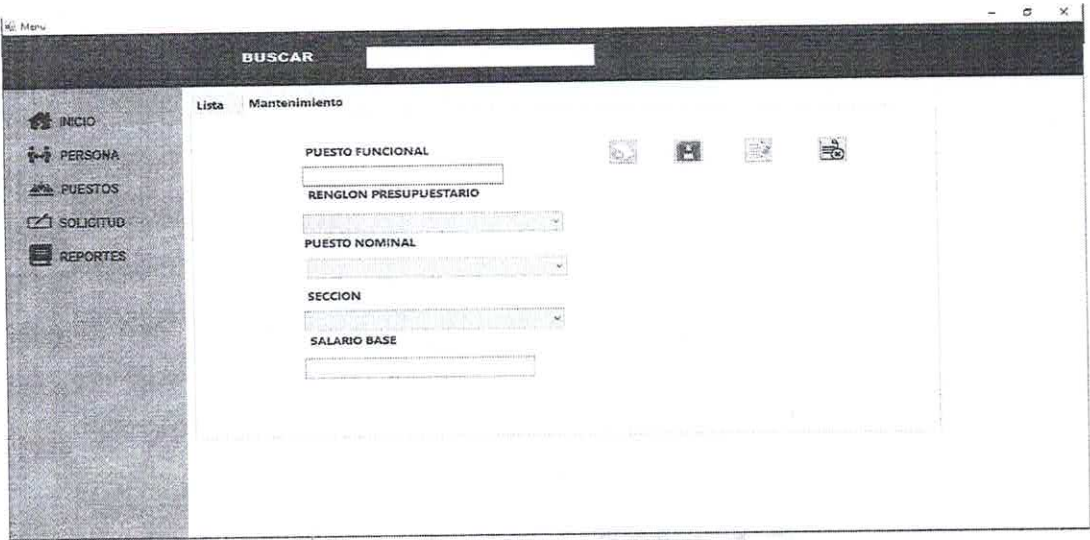 Menu
BUSCAR
Lista Mantenimiento
INICIO
PERSONA
PUESTOS
SOLICITUD
REPORTES
PUESTO FUNCIONAL
RENGLON PRESUPUESTARIO
PUESTO NOMINAL
SECCION
SALARIO BASE